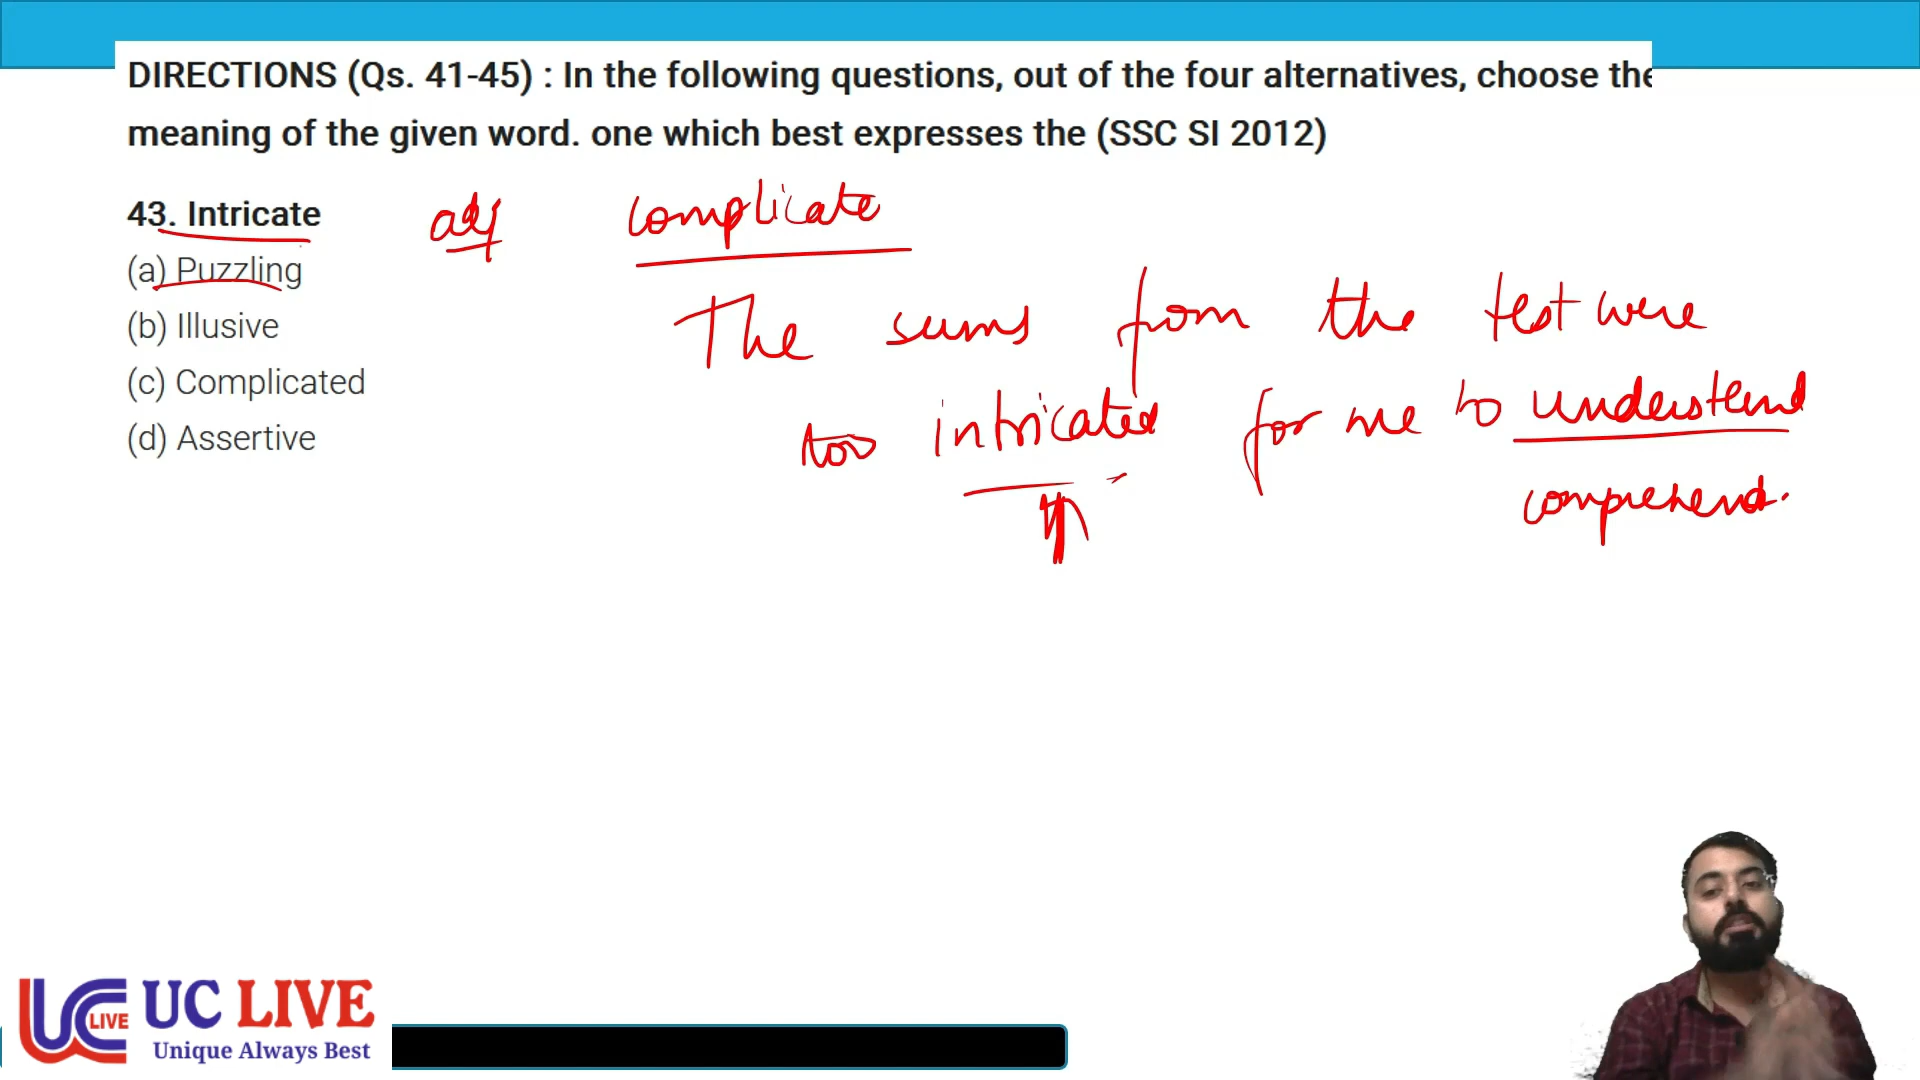 DIRECTIONS (Qs. 41-45) : In the following questions, out of the four alternatives, choose the
meaning of the given word. one which best expresses the (SSC SI 2012)
43. Intricate adj complicate
(a) Puzzling
(b) Illusive
(c) Complicated
(d) Assertive
The sums from the test were
too intricated for me to understand
comprehend.
UC LIVE
LIVE
Unique Always Best